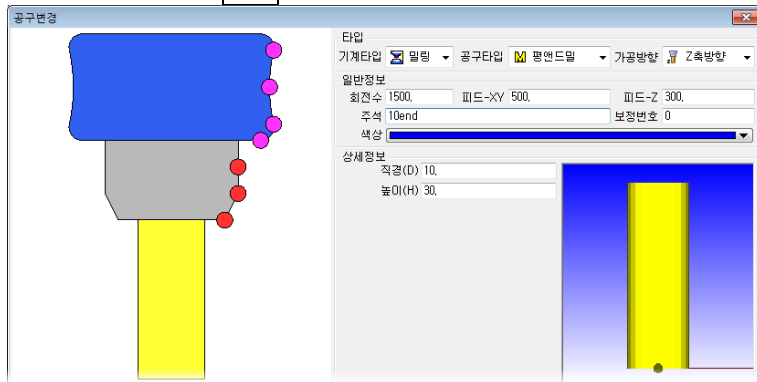 공구변경
타입
기계타입 밀링 공구타입 평앤드밀 가공방향 Z축방향
일반정보
회전수 1500, 피드-XY 500, 피드-Z 300,
주석 10end 보정번호 0
색상
상세정보
직경(D) 10,
높이(H) 30,